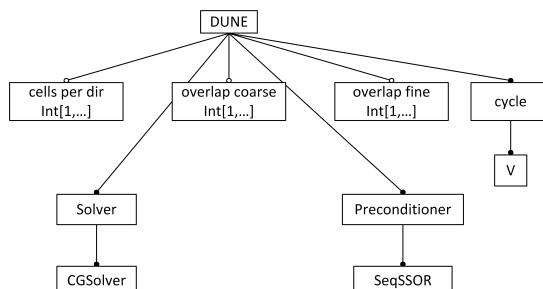 DUNE
cells per dir
Int[1,...]
overlap coarse
Int[1,...]
overlap fine
Int[1,...]
cycle
V
Solver
Preconditioner
CGSolver
SeqSSOR